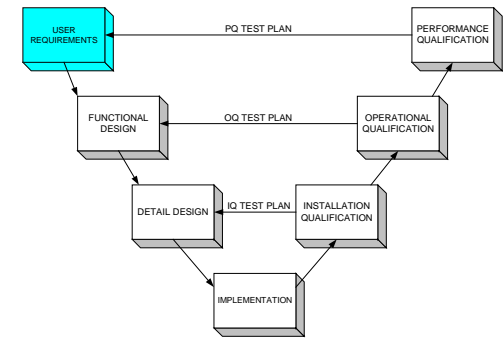 USER
REQUIREMENTS
PQ TEST PLAN
PERFORMANCE
QUALIFICATION
FUNCTIONAL
DESIGN
OQ TEST PLAN
OPERATIONAL
QUALIFICATION
DETAIL DESIGN
IQ TEST PLAN
INSTALLATION
QUALIFICATION
IMPLEMENTATION